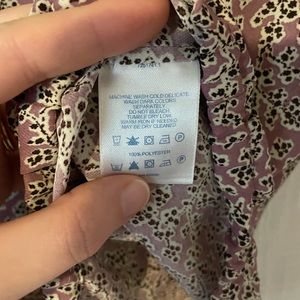 MACHINE WASH COLD DELICATE
WASH DARK COLORS
SEPARATELY
DO NOT BLEACH
TUMBLE DRY LOW
WARM IRON IF NEEDED
MAY BE DRY CLEANED
P
100% POLYESTER
P